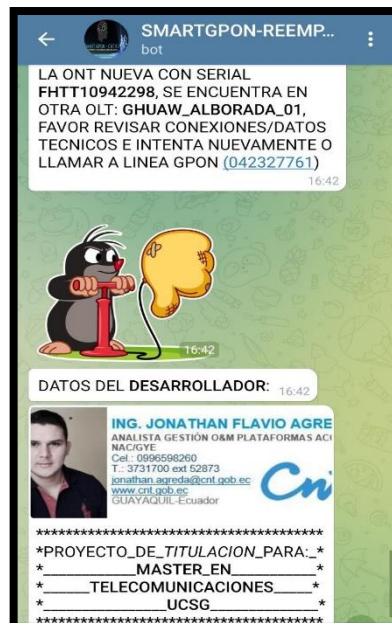 SMARTGPON-REEMP...
bot
LA ONT NUEVA CON SERIAL
FHTT10942298, SE ENCUENTRA EN
OTRA OLT: GHUAW_ALBORADA_01,
FAVOR REVISAR CONEXIONES/DATOS
TECNICOS E INTENTA NUEVAMENTE O
LLAMAR A LINEA GPON (042327761)
16:42
16:42
DATOS DEL DESARROLLADOR: 16:42
ING. JONATHAN FLAVIO AGRE
ANALISTA GESTIÓN O&M PLATAFORMAS AC
NAC/GYE
Cel.: 0996598260
T.: 3731700 ext 52873
jonathan.agreda@cnt.gob.ec
www.cnt.gob.ec
GUAYAQUIL-Ecuador
************************************
*PROYECTO_DE_TITULACION_PARA:_*
*__________MASTER_EN__________*
*______TELECOMUNICACIONES______*
*_____________UCSG_____________*
************************************